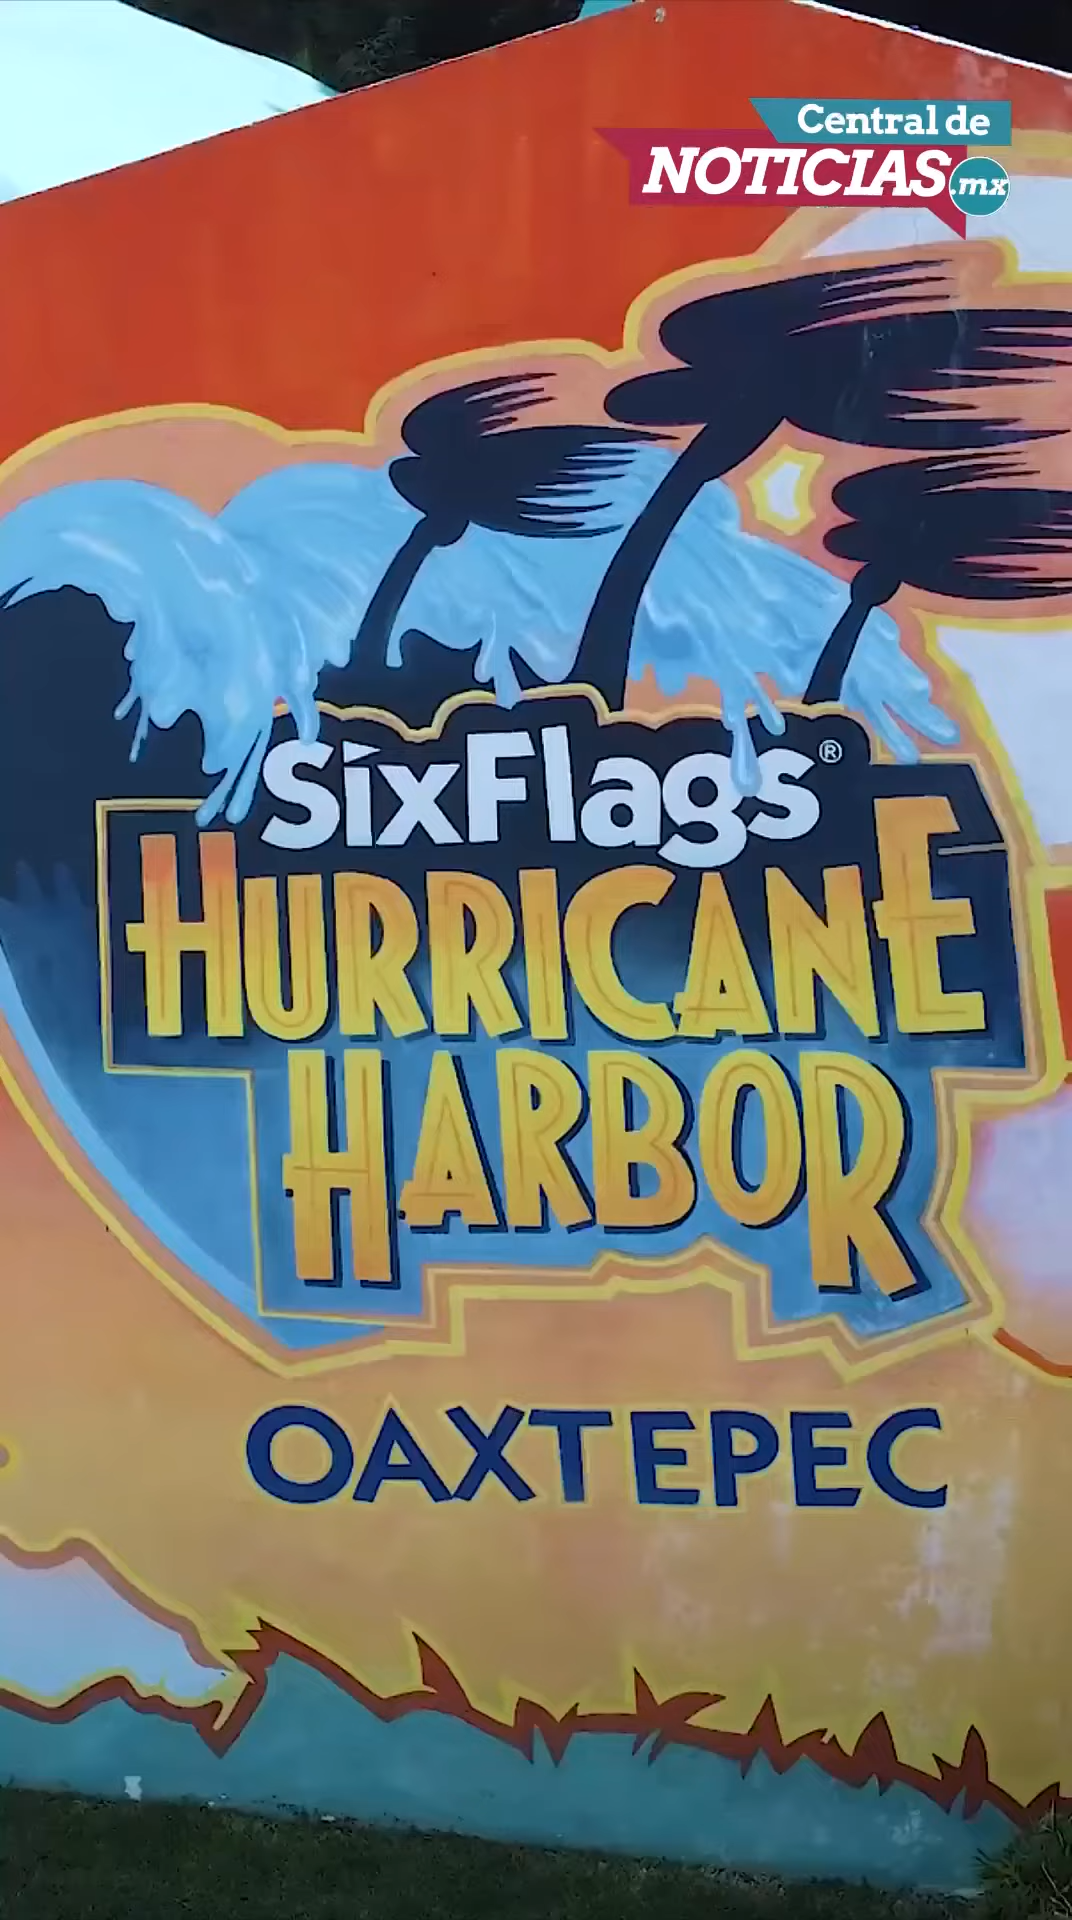 Central de
NOTICIAS.mx
SixFlags®
HURRICANE
HARBOR
OAXTEPEC